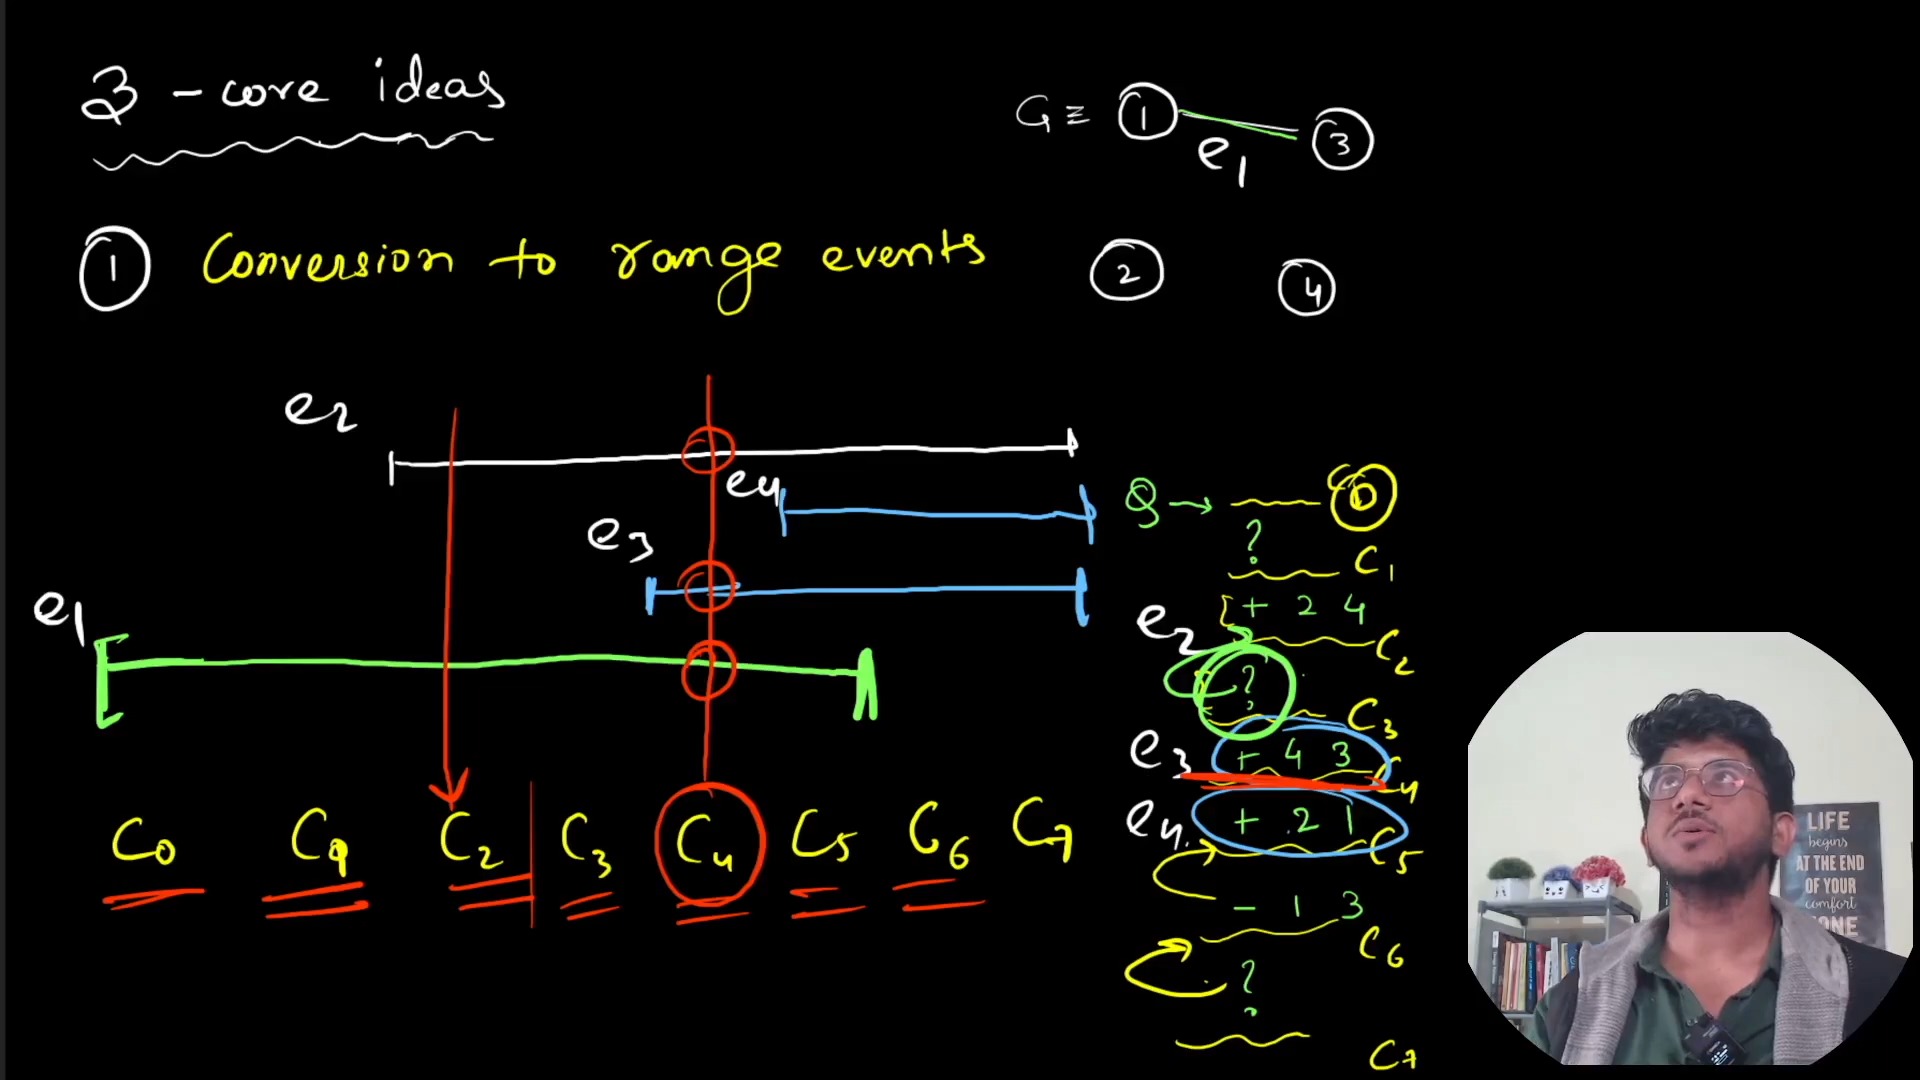 3 - core ideas
G ≡ 1 3
e1
1 Conversion to range events
2 4
e2
e4
e3
e1
C0 C1 C2 C3 C4 C5 C6 C7
Q → C0
?
C1
+ 2 4
e2
C2
?
C3
e3 + 4 3
C4
e4. + 2 1
C5
- 1 3
C6
?
C7
LIFE
begins
AT THE END
OF YOUR
comfort